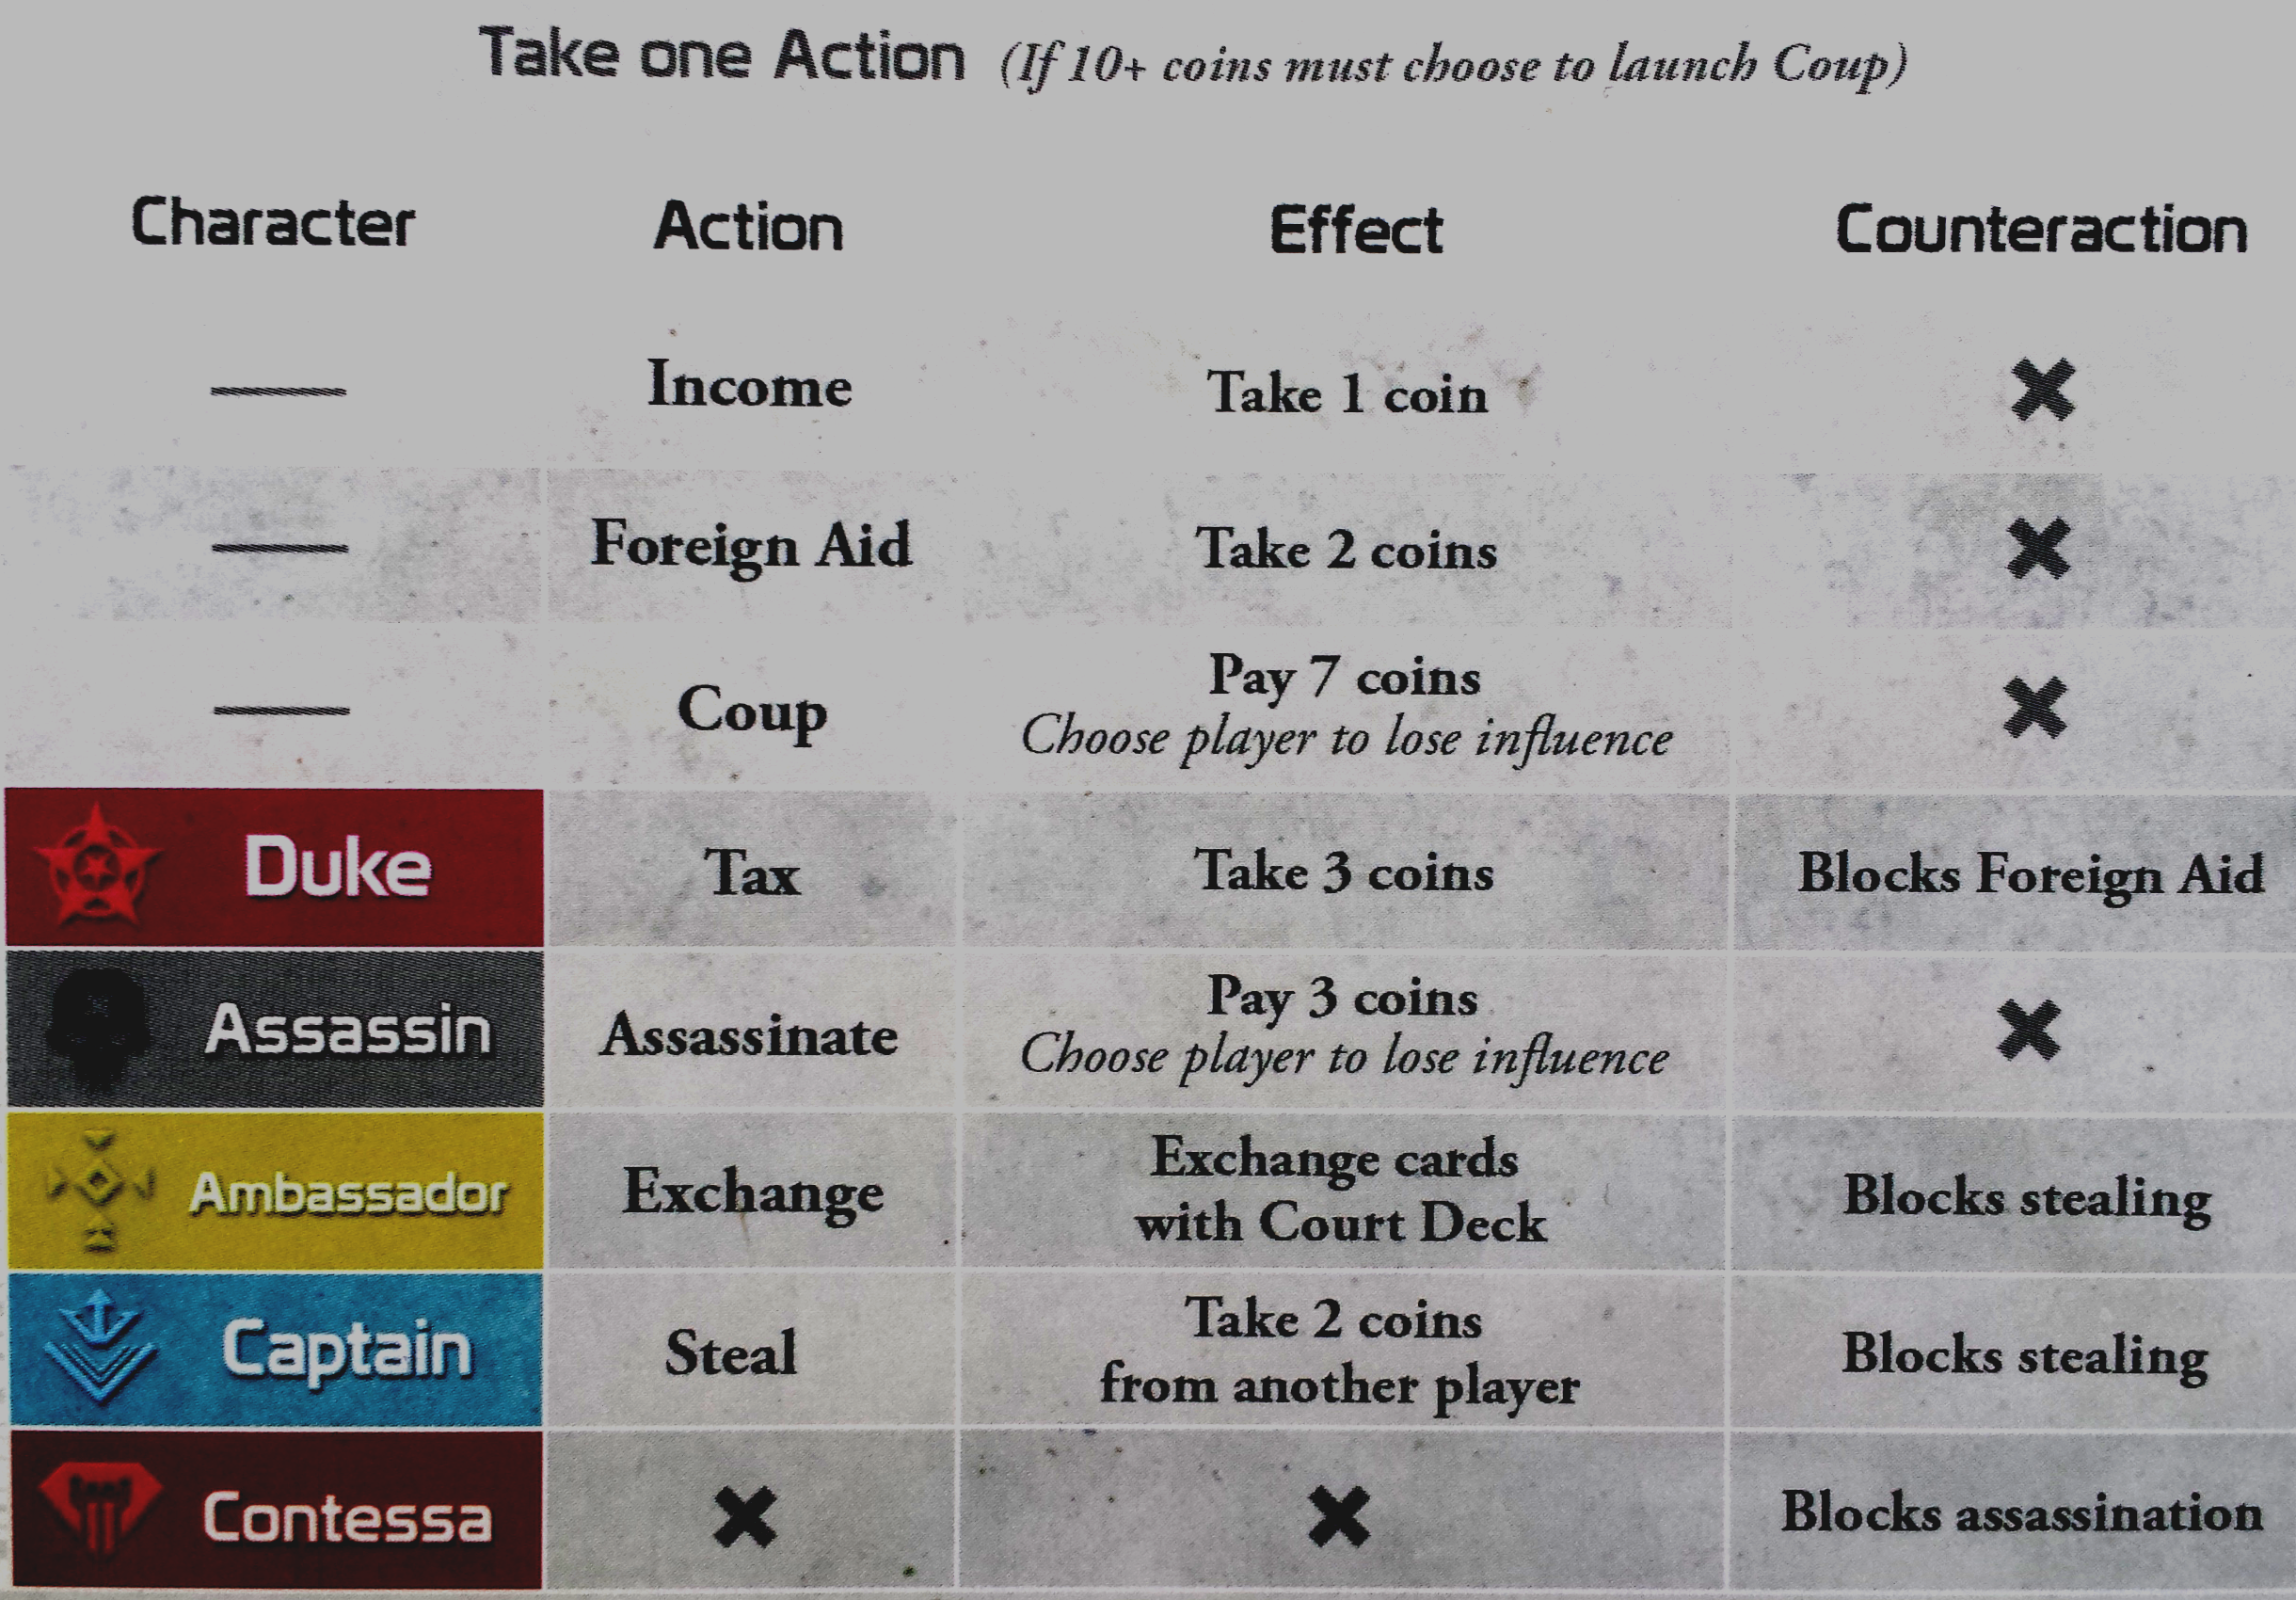 Take one Action (If 10+ coins must choose to launch Coup)
Character Action Effect Counteraction
— Income Take 1 coin ✖
— Foreign Aid Take 2 coins ✖
— Coup Pay 7 coins
Choose player to lose influence ✖
Duke Tax Take 3 coins Blocks Foreign Aid
Assassin Assassinate Pay 3 coins
Choose player to lose influence ✖
Ambassador Exchange Exchange cards
with Court Deck Blocks stealing
Captain Steal Take 2 coins
from another player Blocks stealing
Contessa ✖ ✖ Blocks assassination